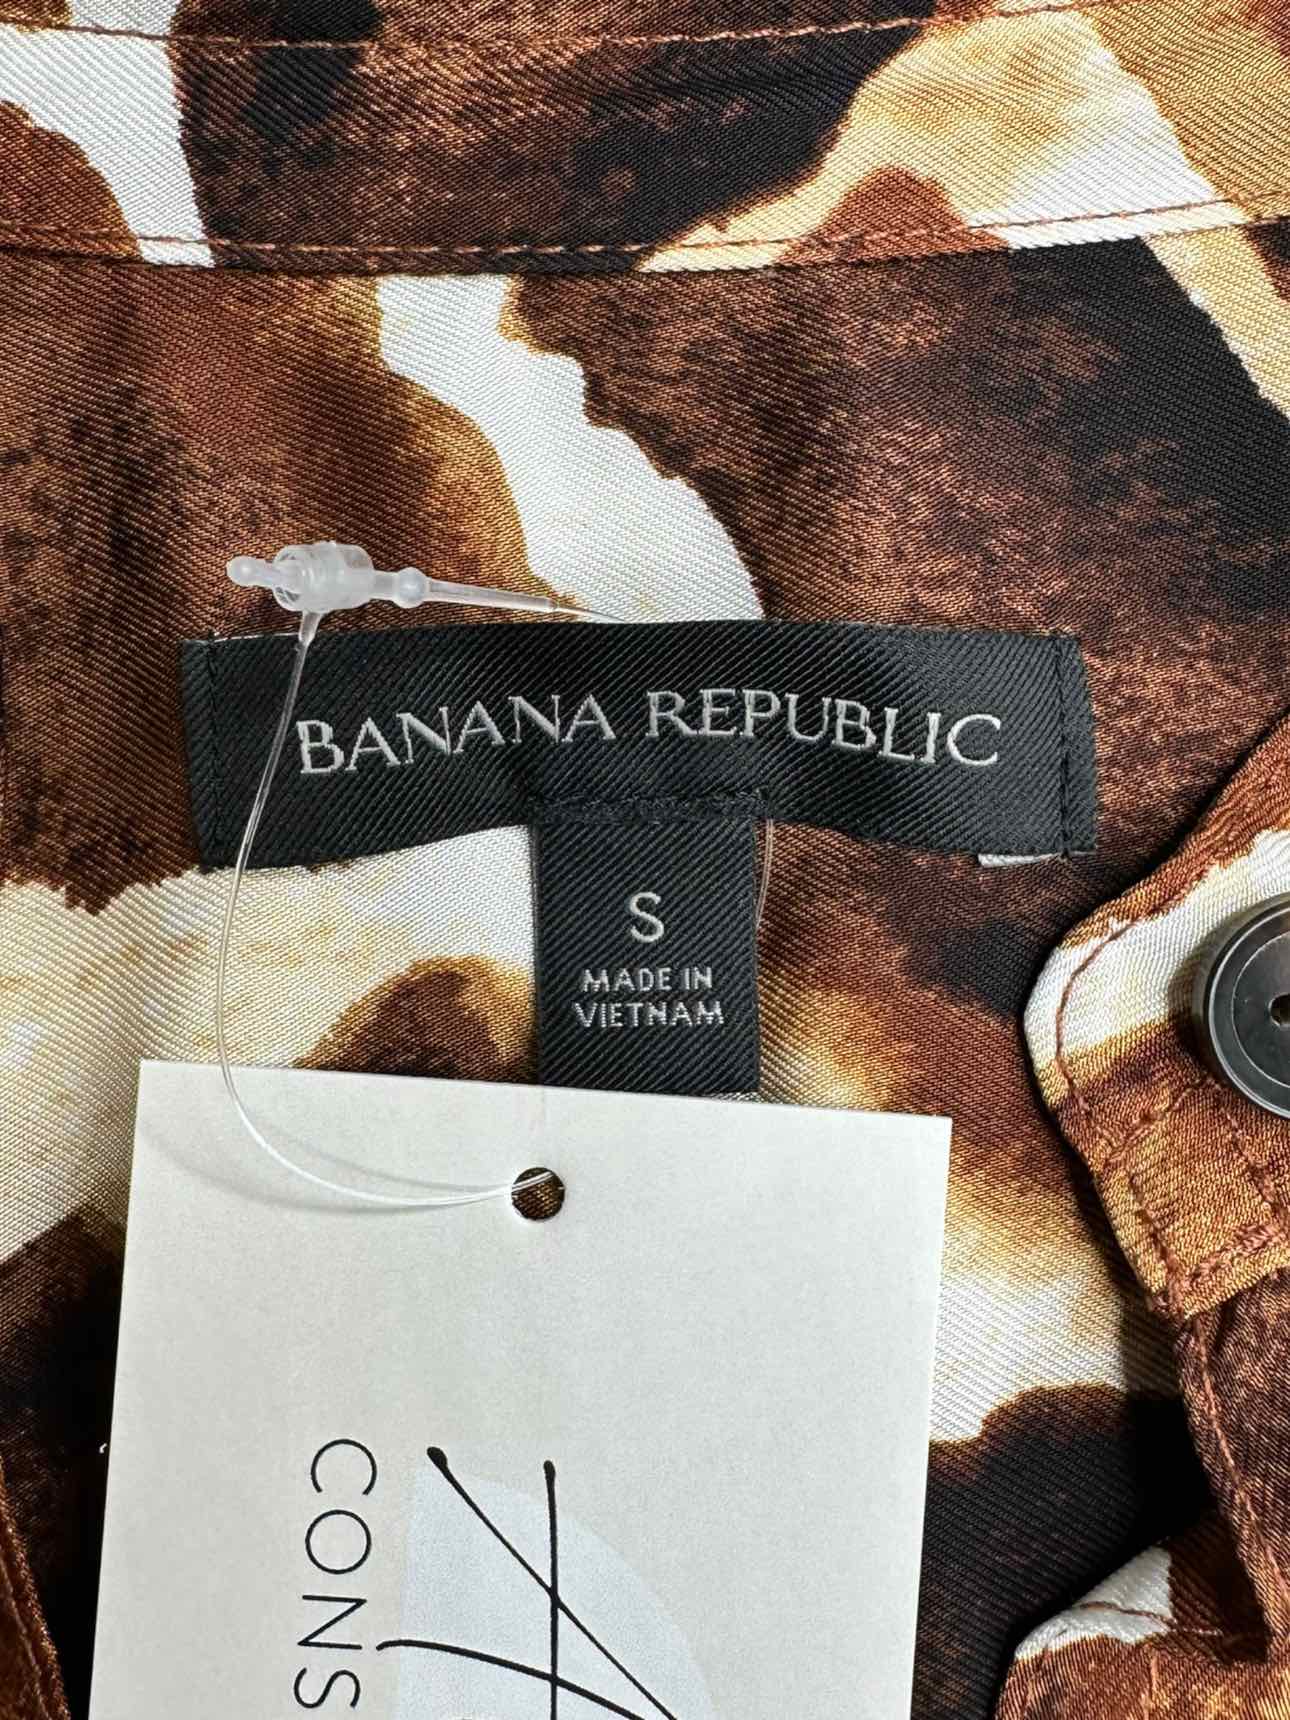 BANANA REPUBLIC
S
MADE IN
VIETNAM
CONS